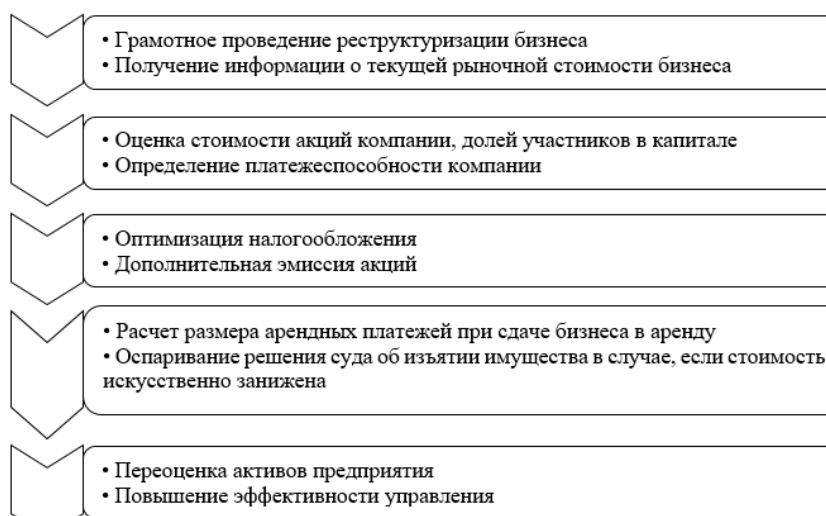 • Грамотное проведение реструктуризации бизнеса
• Получение информации о текущей рыночной стоимости бизнеса
• Оценка стоимости акций компании, долей участников в капитале
• Определение платежеспособности компании
• Оптимизация налогообложения
• Дополнительная эмиссия акций
• Расчет размера арендных платежей при сдаче бизнеса в аренду
• Оспаривание решения суда об изъятии имущества в случае, если стоимость
искусственно занижена
• Переоценка активов предприятия
• Повышение эффективности управления